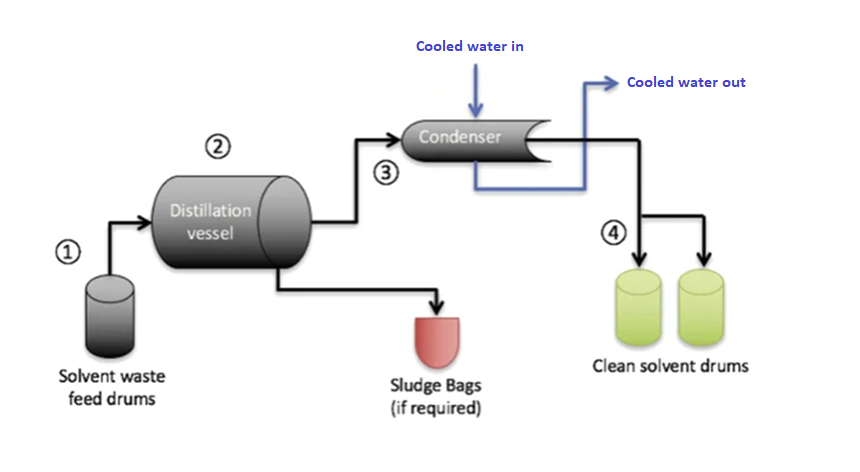 Cooled water in
Cooled water out
②
Condenser
③
Distillation
vessel
①
④
Solvent waste
feed drums
Sludge Bags
(if required)
Clean solvent drums